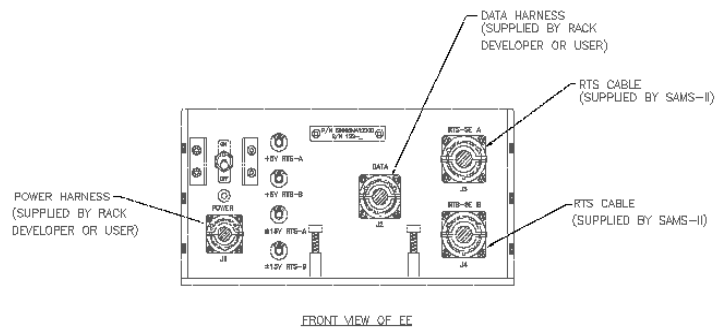 DATA HARNESS
(SUPPLIED BY RACK
DEVELOPER OR USER)
RTS CABLE
(SUPPLIED BY SAMS-II)
ON
OFF
+5V RTS-A
DATA
RTS-SE A
J3
POWER HARNESS
(SUPPLIED BY RACK
DEVELOPER OR USER)
POWER
J1
+5V RTS-B
±15V RTS-A
±15V RTS-B
J2
RTS-SE B
J4
RTS CABLE
(SUPPLIED BY SAMS-II)
FRONT VIEW OF EE